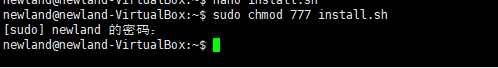 newland@newland-VirtualBox:~$ nano install.sh
newland@newland-VirtualBox:~$ sudo chmod 777 install.sh
[sudo] newland 的密码：
newland@newland-VirtualBox:~$